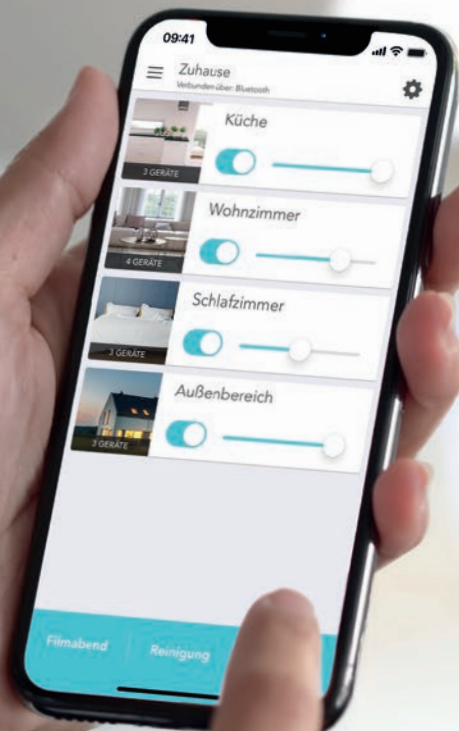 09:41
Zuhause
Verbunden über: Bluetooth
Küche
3 GERÄTE
Wohnzimmer
4 GERÄTE
Schlafzimmer
3 GERÄTE
Außenbereich
3 GERÄTE
Filmabend
Reinigung